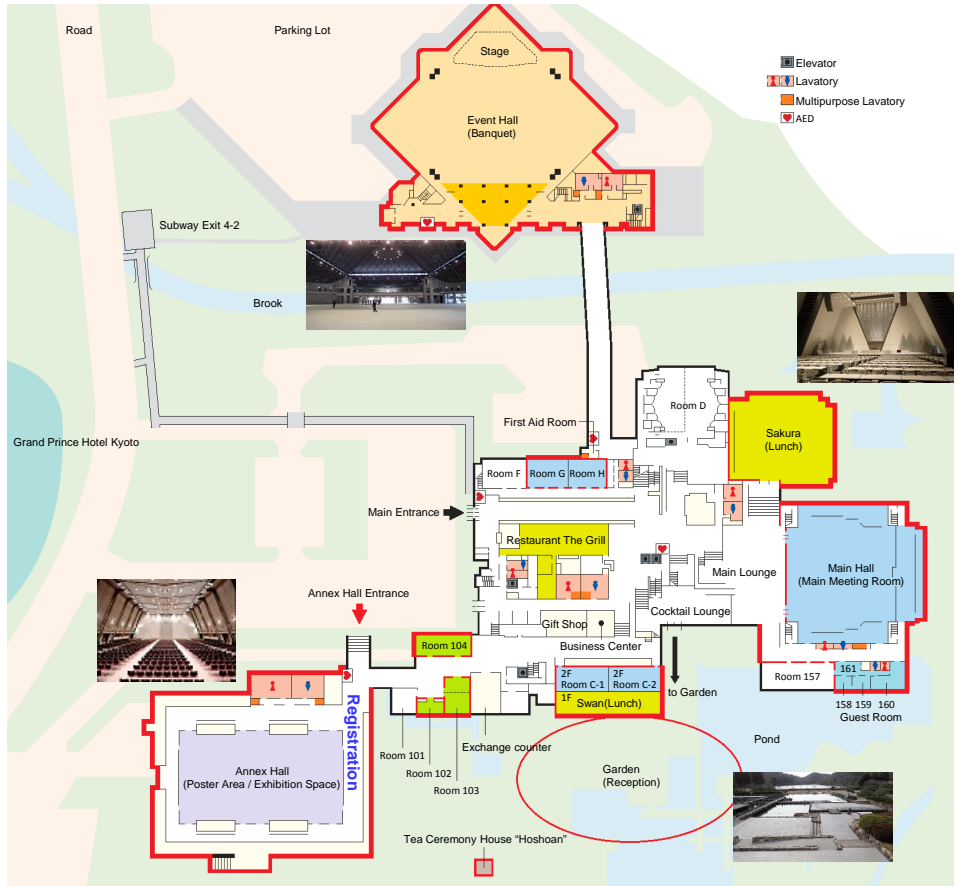 Road
Parking Lot
Stage
Event Hall
(Banquet)
Elevator
Lavatory
Multipurpose Lavatory
AED
Subway Exit 4-2
Brook
Grand Prince Hotel Kyoto
First Aid Room
Room D
Sakura
(Lunch)
Room F
Room G
Room H
Main Entrance
Restaurant The Grill
Main Lounge
Main Hall
(Main Meeting Room)
Annex Hall Entrance
Cocktail Lounge
Gift Shop
Business Center
Room 104
2F
Room C-1
2F
Room C-2
1F
Swan(Lunch)
to Garden
Room 157
161
158
159
160
Guest Room
Registration
Room 101
Room 102
Room 103
Exchange counter
Pond
Annex Hall
(Poster Area / Exhibition Space)
Garden
(Reception)
Tea Ceremony House “Hoshoan”